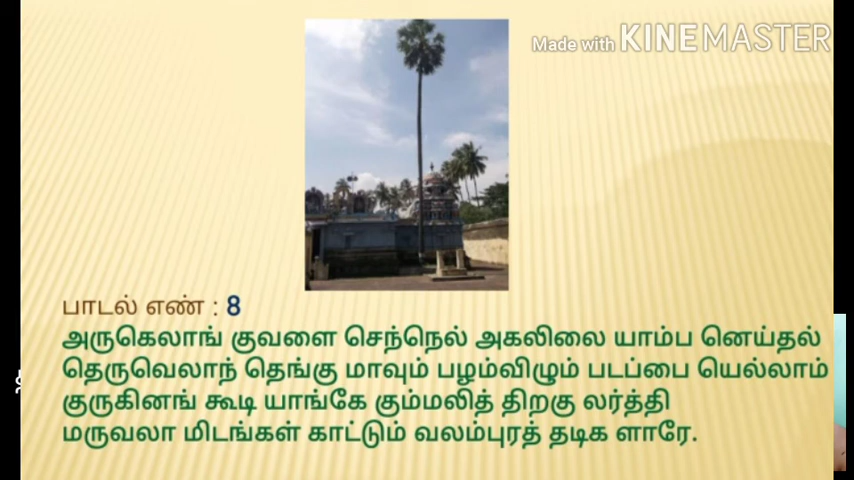 Made with KINEMASTER
பாடல் எண் : 8
அருகெலாங் குவளை செந்நெல் அகலிலை யாம்ப னெய்தல்
தெருவெலாந் தெங்கு மாவும் பழம்விழும் படப்பை யெல்லாம்
குருகினங் கூடி யாங்கே கும்மலித் திறகு லர்த்தி
மருவலா மிடங்கள் காட்டும் வலம்புரத் தடிக ளாரே.